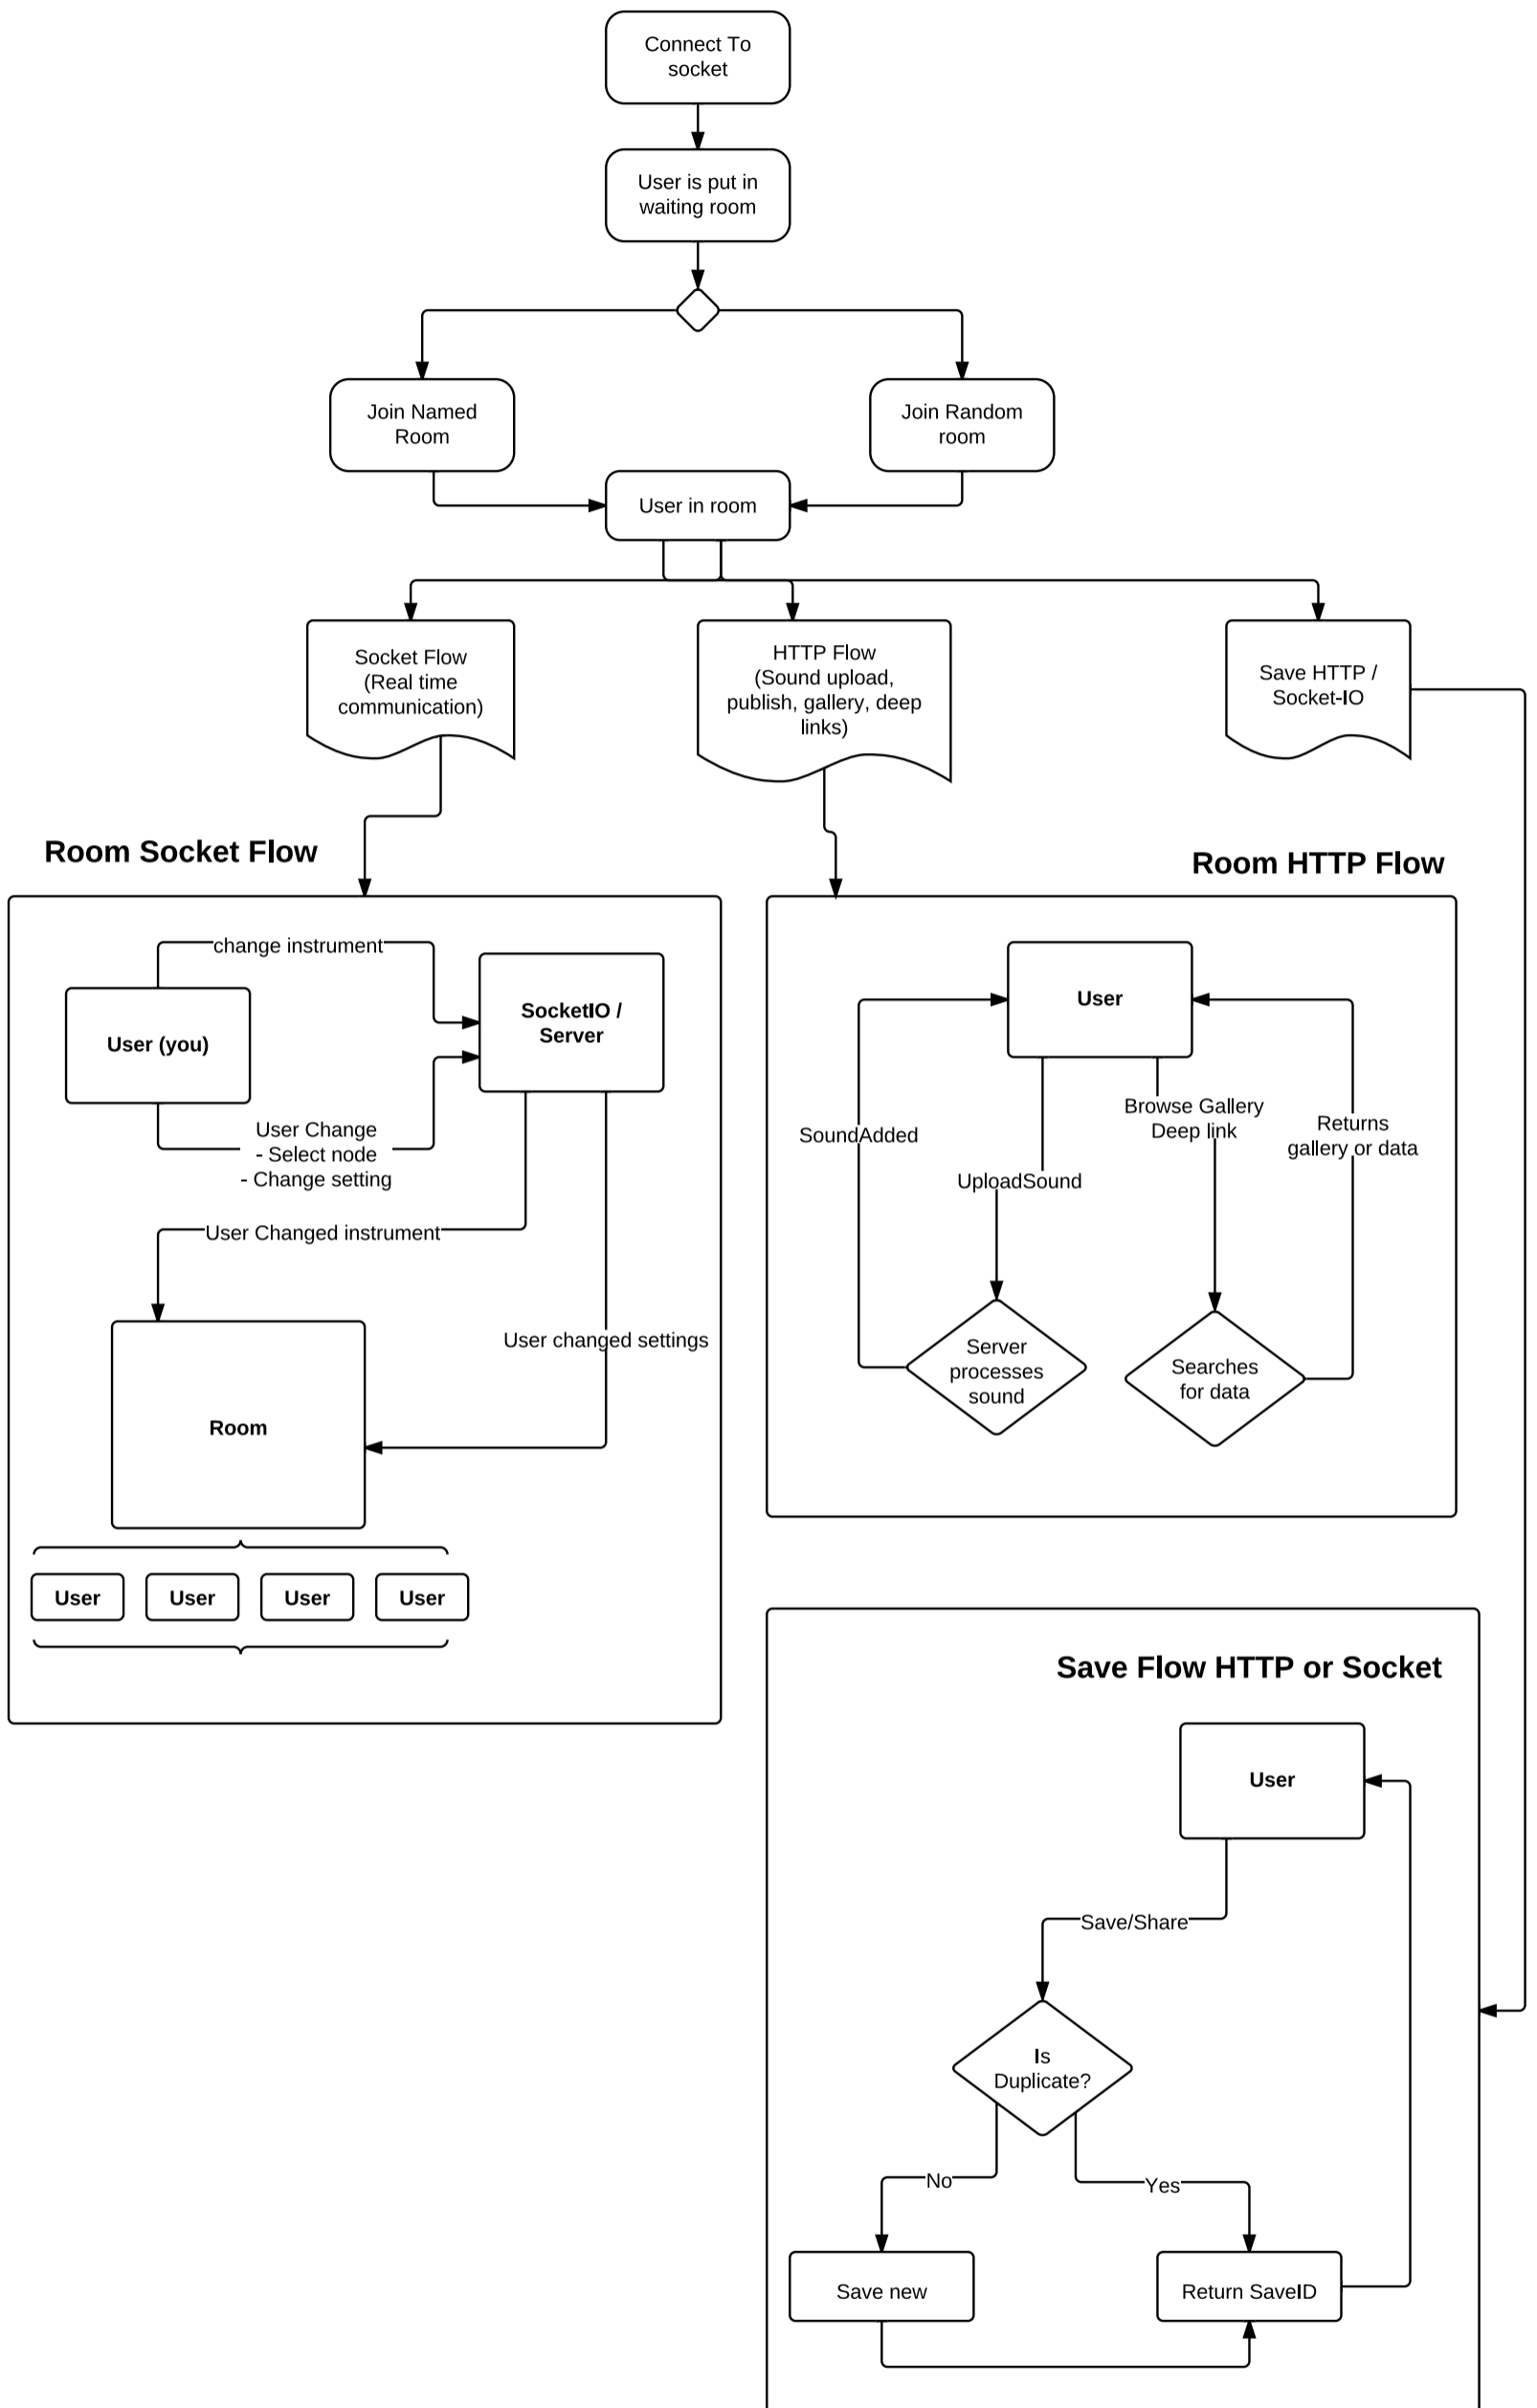 Connect To
socket
User is put in
waiting room
Join Named
Room
Join Random
room
User in room
Socket Flow
(Real time
communication)
HTTP Flow
(Sound upload,
publish, gallery, deep
links)
Save HTTP /
Socket-IO
Room Socket Flow
change instrument
User (you)
SocketIO /
Server
User Change
- Select node
- Change setting
User Changed instrument
User changed settings
Room
User
User
User
User
Room HTTP Flow
User
SoundAdded
UploadSound
Browse Gallery
Deep link
Returns
gallery or data
Server
processes
sound
Searches
for data
Save Flow HTTP or Socket
User
Save/Share
Is
Duplicate?
No
Yes
Save new
Return SaveID